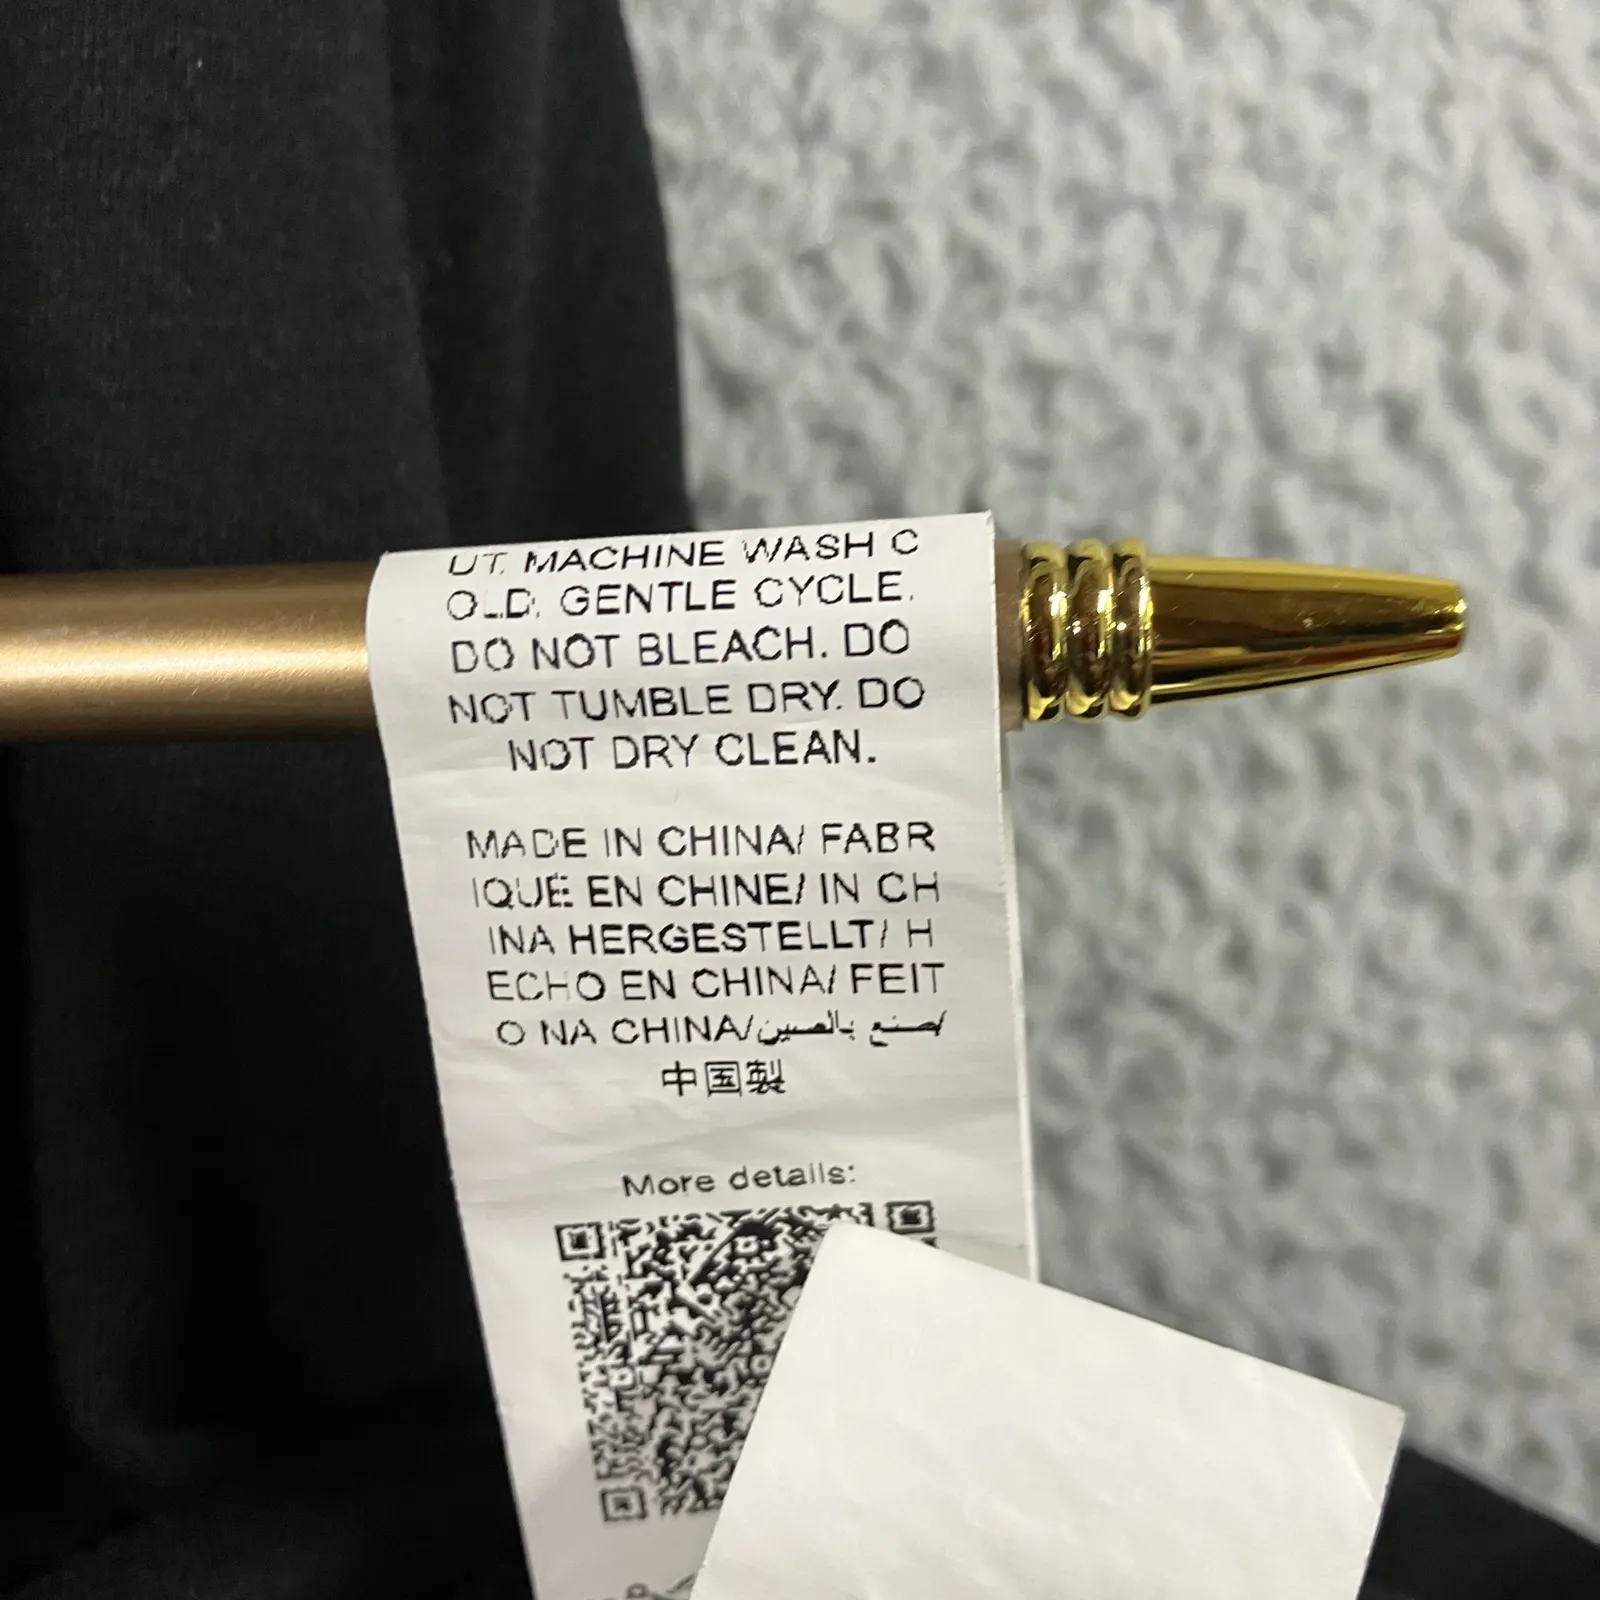 UT. MACHINE WASH C
OLD. GENTLE CYCLE.
DO NOT BLEACH. DO
NOT TUMBLE DRY. DO
NOT DRY CLEAN.
MADE IN CHINA/ FABR
IQUÉ EN CHINE/ IN CH
INA HERGESTELLT/ H
ECHO EN CHINA/ FEIT
O NA CHINA/صنع بالصين/
中国製
More details: